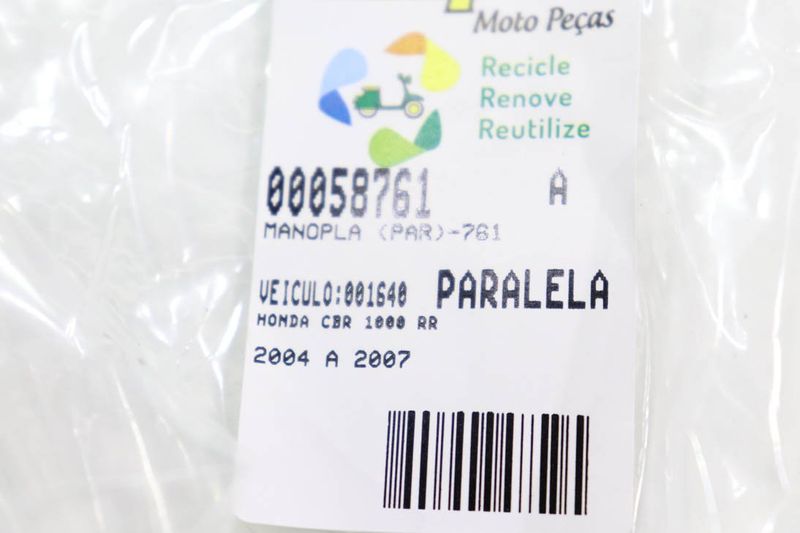 Moto Peças
Recicle
Renove
Reutilize
00058761 A
MANOPLA (PAR)-761
VEICULO:001640 PARALELA
HONDA CBR 1000 RR
2004 A 2007